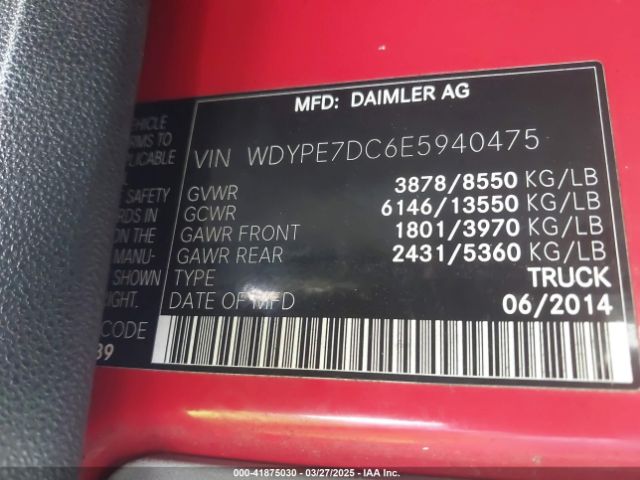 MFD: DAIMLER AG
VIN WDYPE7DC6E5940475
GVWR 3878/8550 KG/LB
GCWR 6146/13550 KG/LB
GAWR FRONT 1801/3970 KG/LB
GAWR REAR 2431/5360 KG/LB
TYPE TRUCK
DATE OF MFD 06/2014
SAFETY
IN
ON THE
SHOWN
CODE
000-41875030 | 03/27/2025 | IAA Inc.